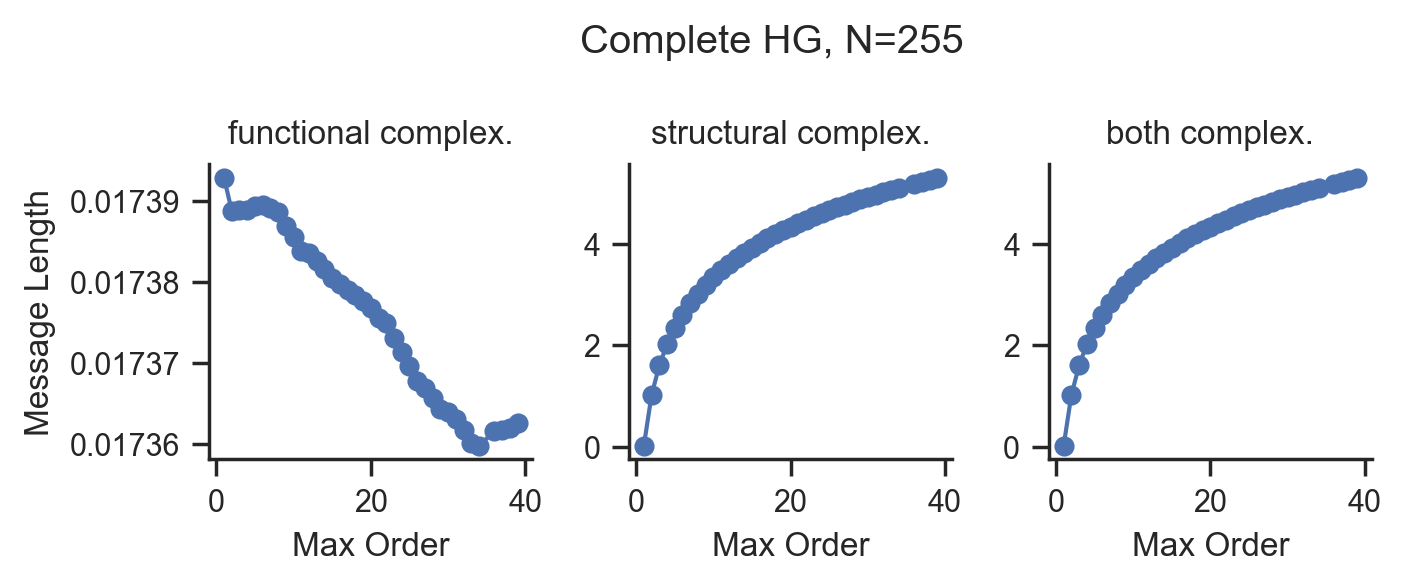 Complete HG, N=255
functional complex.
structural complex.
both complex.
Message Length
0.01739
0.01738
0.01737
0.01736
0
20
40
Max Order
4
2
0
0
20
40
Max Order
4
2
0
0
20
40
Max Order